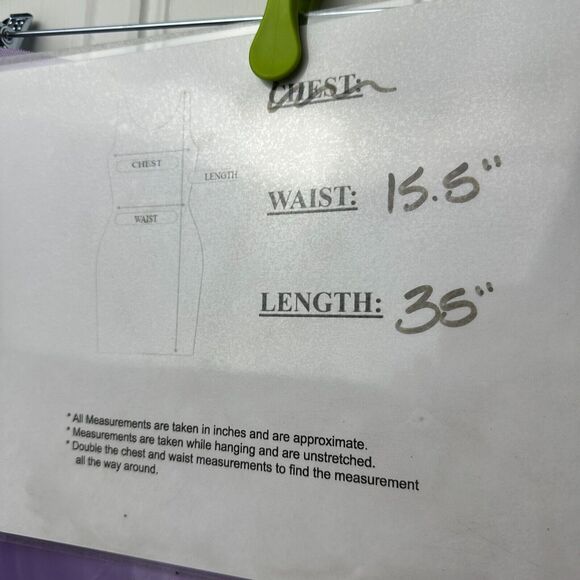 CHEST:
CHEST
LENGTH
WAIST: 15.5"
WAIST
LENGTH: 35"
* All Measurements are taken in inches and are approximate.
* Measurements are taken while hanging and are unstretched.
* Double the chest and waist measurements to find the measurement
all the way around.